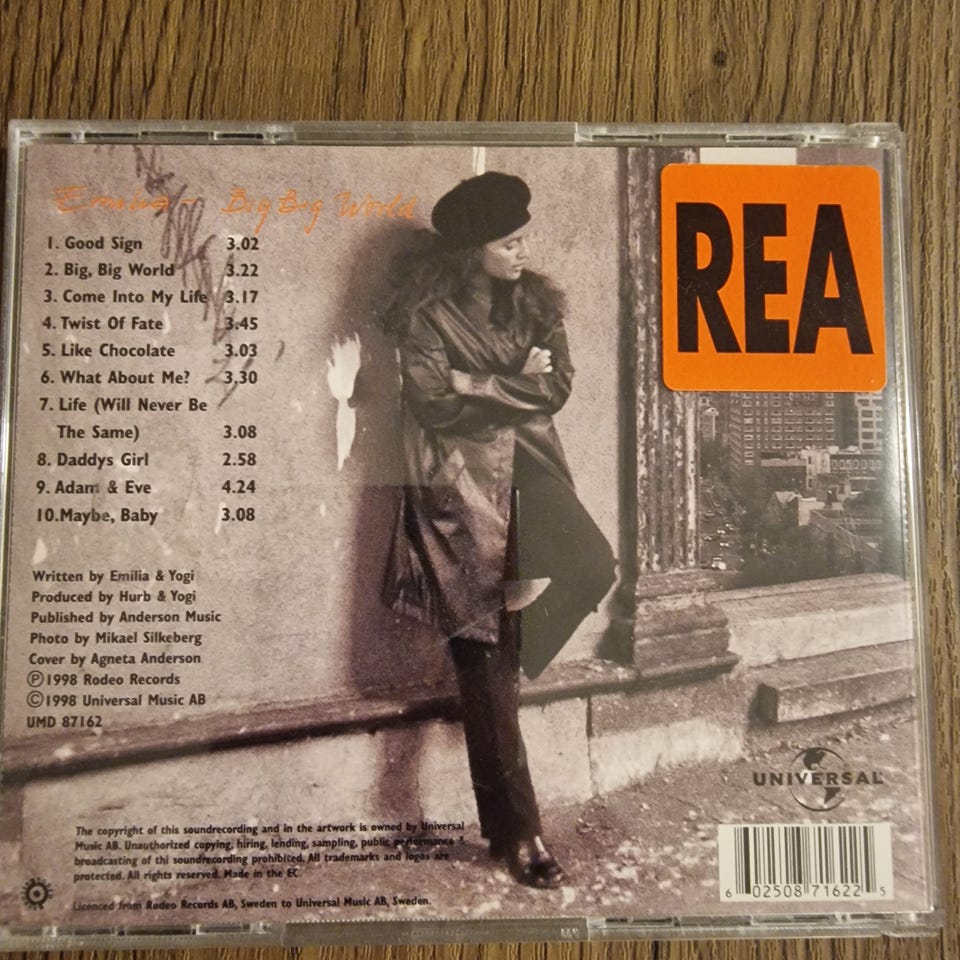 Emilia - Big Big World
REA
1. Good Sign 3.02
2. Big, Big World 3.22
3. Come Into My Life 3.17
4. Twist Of Fate 3.45
5. Like Chocolate 3.03
6. What About Me? 3.30
7. Life (Will Never Be
The Same) 3.08
8. Daddys Girl 2.58
9. Adam & Eve 4.24
10.Maybe, Baby 3.08
Written by Emilia & Yogi
Produced by Hurb & Yogi
Published by Anderson Music
Photo by Mikael Silkeberg
Cover by Agneta Anderson
Ⓟ1998 Rodeo Records
©1998 Universal Music AB
UMD 87162
UNIVERSAL
The copyright of this soundrecording and in the artwork is owned by Universal
Music AB. Unauthorized copying, hiring, lending, sampling, public performance
broadcasting of thi soundrecording prohibited. All trademarks and logos are
protected. All rights reserved. Made in the EC.
Licenced from Rodeo Records AB, Sweden to Universal Music AB, Sweden.
6 02508 71622 5